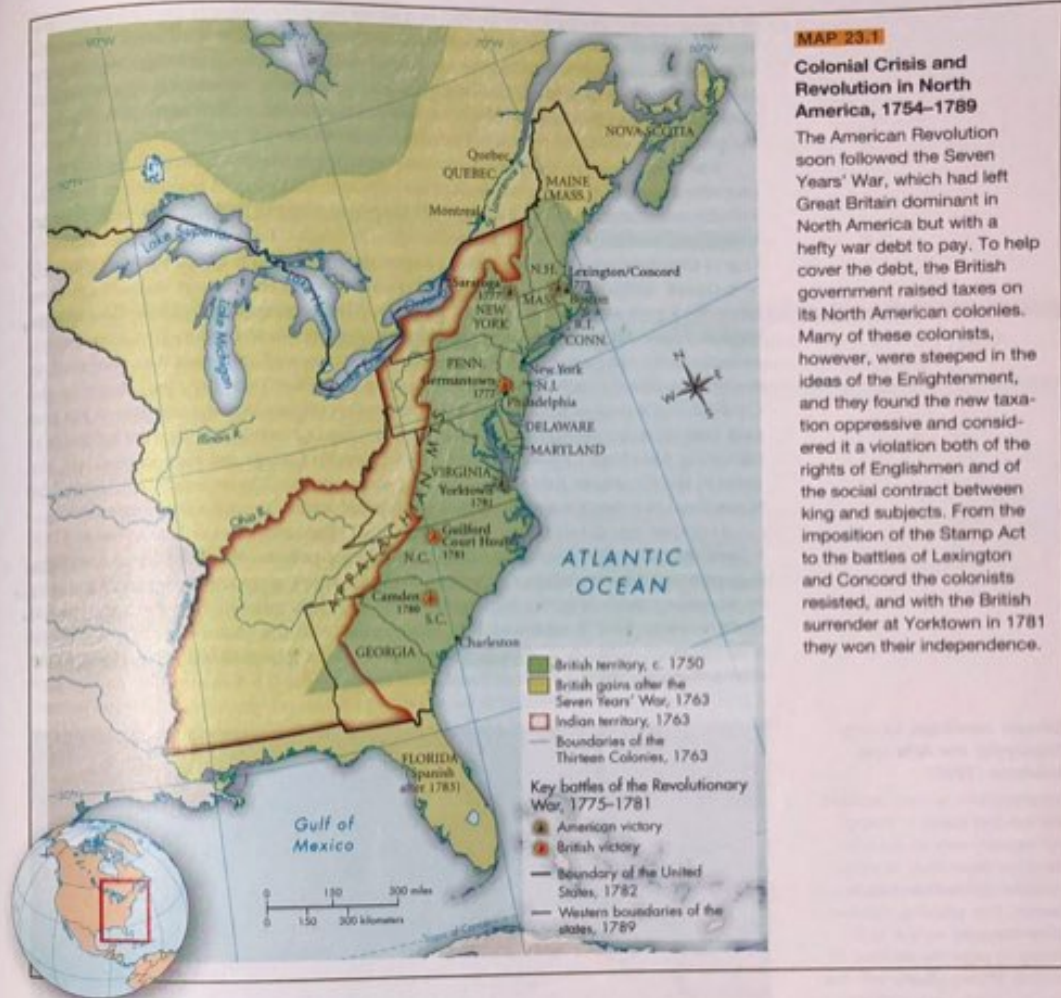 MAP 23.1
Colonial Crisis and
Revolution in North
America, 1754–1789
The American Revolution
soon followed the Seven
Years' War, which had left
Great Britain dominant in
North America but with a
hefty war debt to pay. To help
cover the debt, the British
government raised taxes on
its North American colonies.
Many of these colonists,
however, were steeped in the
ideas of the Enlightenment,
and they found the new taxa-
tion oppressive and consid-
ered it a violation both of the
rights of Englishmen and of
the social contract between
king and subjects. From the
imposition of the Stamp Act
to the battles of Lexington
and Concord the colonists
resisted, and with the British
surrender at Yorktown in 1781
they won their independence.
NOVA SCOTIA
Quebec
QUEBEC
MAINE
(MASS.)
Montreal
Lake Superior
Lake Michigan
N.H.
Lexington/Concord
Saratoga
1777
MASS.
Boston
NEW
YORK
R.I.
CONN.
PENN.
New York
Germantown
1777
N.J.
Philadelphia
DELAWARE
MARYLAND
Illinois R.
VIRGINIA
Yorktown
1781
Ohio R.
APPALACHIAN MTS.
Guilford
Court House
1781
N.C.
ATLANTIC
OCEAN
Camden
1780
S.C.
Charleston
GEORGIA
FLORIDA
(Spanish
after 1783)
Gulf of
Mexico
N
E
S
W
British territory, c. 1750
British gains after the
Seven Years' War, 1763
Indian territory, 1763
Boundaries of the
Thirteen Colonies, 1763
Key battles of the Revolutionary
War, 1775–1781
American victory
British victory
Boundary of the United
States, 1782
Western boundaries of the
states, 1789
0 150 300 miles
0 150 300 kilometers